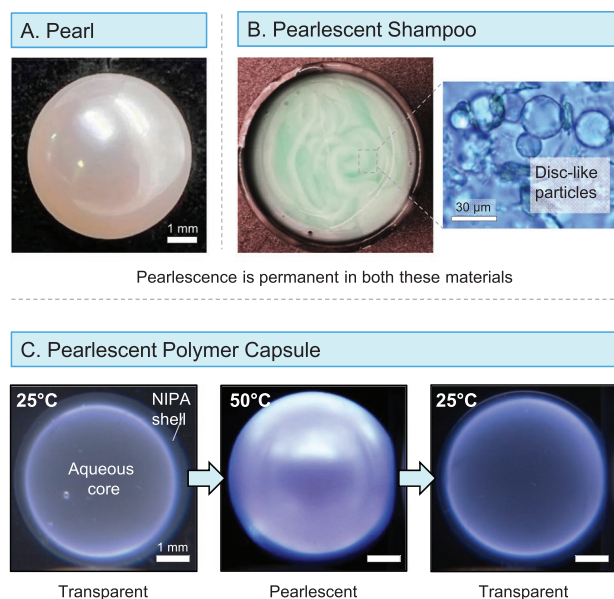 A. Pearl
B. Pearlescent Shampoo
1 mm
Disc-like
particles
30 μm
Pearlescence is permanent in both these materials
C. Pearlescent Polymer Capsule
25°C
NIPA
shell
Aqueous
core
1 mm
50°C
25°C
Transparent
Pearlescent
Transparent